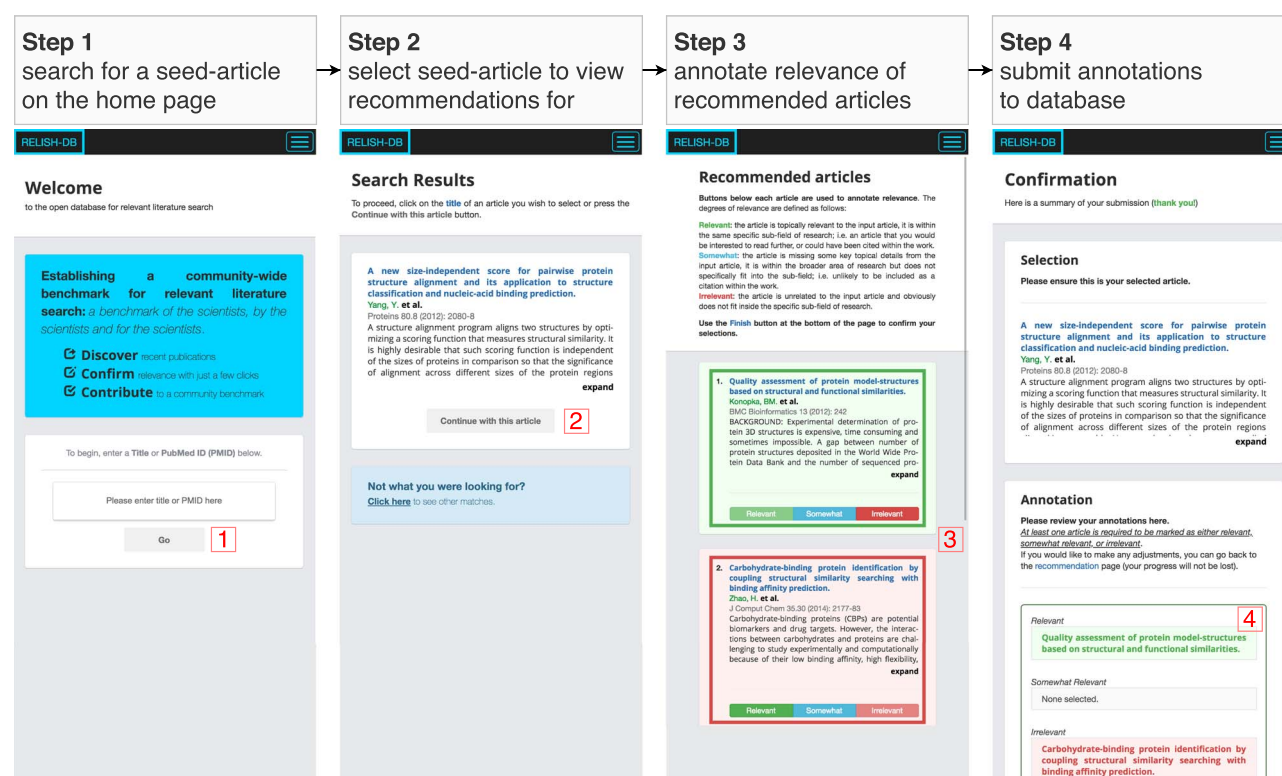 Step 1
search for a seed-article
on the home page
Step 2
select seed-article to view
recommendations for
Step 3
annotate relevance of
recommended articles
Step 4
submit annotations
to database
RELISH-DB
Welcome
to the open database for relevant literature search
Establishing a community-wide
benchmark for relevant literature
search: a benchmark of the scientists, by the
scientists and for the scientists.
Discover recent publications
Confirm relevance with just a few clicks
Contribute to a community benchmark
To begin, enter a Title or PubMed ID (PMID) below.
Please enter title or PMID here
Go
1
RELISH-DB
Search Results
To proceed, click on the title of an article you wish to select or press the
Continue with this article button.
A new size-independent score for pairwise protein
structure alignment and its application to structure
classification and nucleic-acid binding prediction.
Yang, Y. et al.
Proteins 80.8 (2012): 2080-8
A structure alignment program aligns two structures by opti-
mizing a scoring function that measures structural similarity. It
is highly desirable that such scoring function is independent
of the sizes of proteins in comparison so that the significance
of alignment across different sizes of the protein regions
expand
Continue with this article
2
Not what you were looking for?
Click here to see other matches.
RELISH-DB
Recommended articles
Buttons below each article are used to annotate relevance. The
degrees of relevance are defined as follows:
Relevant: the article is topically relevant to the input article, it is within
the same specific sub-field of research; i.e. an article that you would
be interested to read further, or could have been cited within the work.
Somewhat: the article is missing some key topical details from the
input article, it is within the broader area of research but does not
specifically fit into the sub-field; i.e. unlikely to be included as a
citation within the work.
Irrelevant: the article is unrelated to the input article and obviously
does not fit inside the specific sub-field of research.
Use the Finish button at the bottom of the page to confirm your
selections.
1. Quality assessment of protein model-structures
based on structural and functional similarities.
Konopka, BM. et al.
BMC Bioinformatics 13 (2012): 242
BACKGROUND: Experimental determination of pro-
tein 3D structures is expensive, time consuming and
sometimes impossible. A gap between number of
protein structures deposited in the World Wide Pro-
tein Data Bank and the number of sequenced pro-
expand
Relevant Somewhat Irrelevant
3
2. Carbohydrate-binding protein identification by
coupling structural similarity searching with
binding affinity prediction.
Zhao, H. et al.
J Comput Chem 35.30 (2014): 2177-83
Carbohydrate-binding proteins (CBPs) are potential
biomarkers and drug targets. However, the interac-
tions between carbohydrates and proteins are chal-
lenging to study experimentally and computationally
because of their low binding affinity, high flexibility,
expand
Relevant Somewhat Irrelevant
RELISH-DB
Confirmation
Here is a summary of your submission (thank you!)
Selection
Please ensure this is your selected article.
A new size-independent score for pairwise protein
structure alignment and its application to structure
classification and nucleic-acid binding prediction.
Yang, Y. et al.
Proteins 80.8 (2012): 2080-8
A structure alignment program aligns two structures by opti-
mizing a scoring function that measures structural similarity. It
is highly desirable that such scoring function is independent
of the sizes of proteins in comparison so that the significance
of alignment across different sizes of the protein regions
expand
Annotation
Please review your annotations here.
At least one article is required to be marked as either relevant,
somewhat relevant, or irrelevant.
If you would like to make any adjustments, you can go back to
the recommendation page (your progress will not be lost).
4
Relevant
Quality assessment of protein model-structures
based on structural and functional similarities.
Somewhat Relevant
None selected.
Irrelevant
Carbohydrate-binding protein identification by
coupling structural similarity searching with
binding affinity prediction.